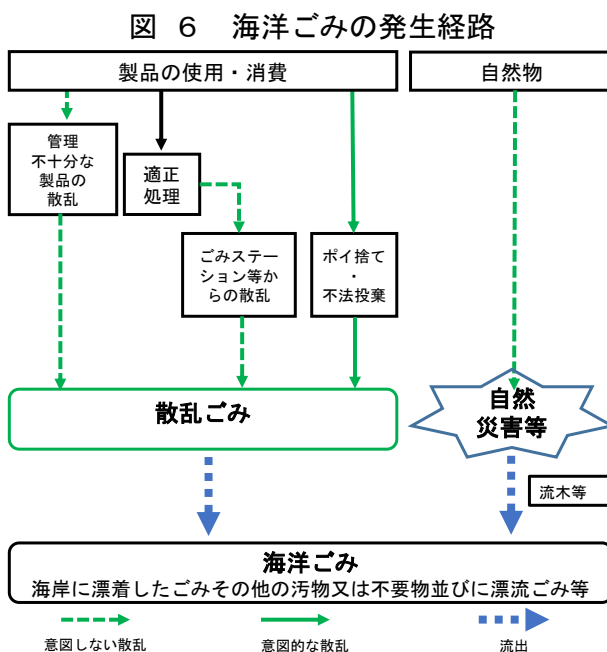 図 ６ 海洋ごみの発生経路
製品の使用・消費
自然物
管理
不十分な
製品の
散乱
適正
処理
ごみステー
ション等か
らの散乱
ポイ捨て
・
不法投棄
散乱ごみ
自然
災害等
流木等
海洋ごみ
海岸に漂着したごみその他の汚物又は不要物並びに漂流ごみ等
意図しない散乱
意図的な散乱
流出